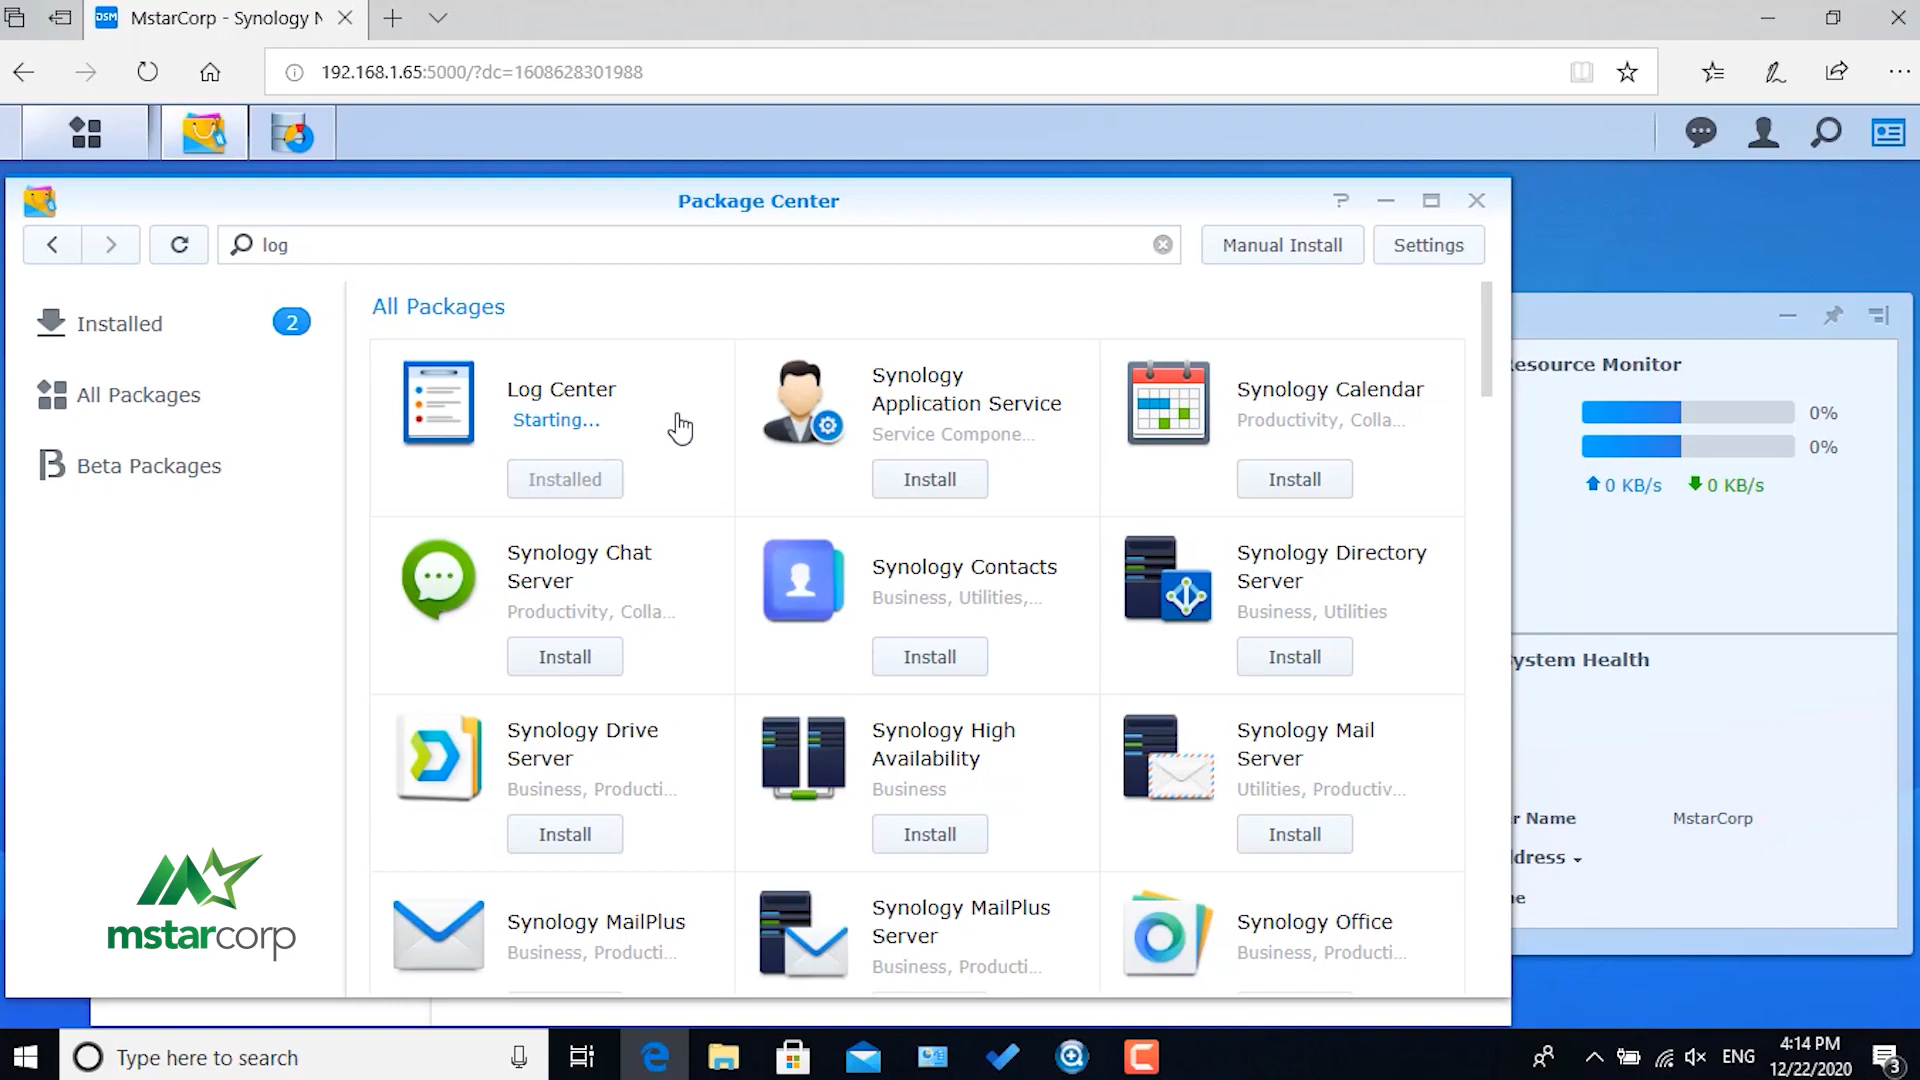 DSM
MstarCorp - Synology N
192.168.1.65:5000/?dc=1608628301988
Package Center
log
Manual Install
Settings
Installed
2
All Packages
Beta Packages
All Packages
Log Center
Starting...
Installed
Synology
Application Service
Service Compone...
Install
Synology Calendar
Productivity, Colla...
Install
Synology Chat
Server
Productivity, Colla...
Install
Synology Contacts
Business, Utilities,...
Install
Synology Directory
Server
Business, Utilities
Install
Synology Drive
Server
Business, Producti...
Install
Synology High
Availability
Business
Install
Synology Mail
Server
Utilities, Productiv...
Install
Synology MailPlus
Business, Producti...
Synology MailPlus
Server
Business, Producti...
Synology Office
Business, Producti...
esource Monitor
0%
0%
0 KB/s
0 KB/s
ystem Health
r Name
MstarCorp
dress
ne
mstarcorp
Type here to search
ENG
4:14 PM
12/22/2020
3